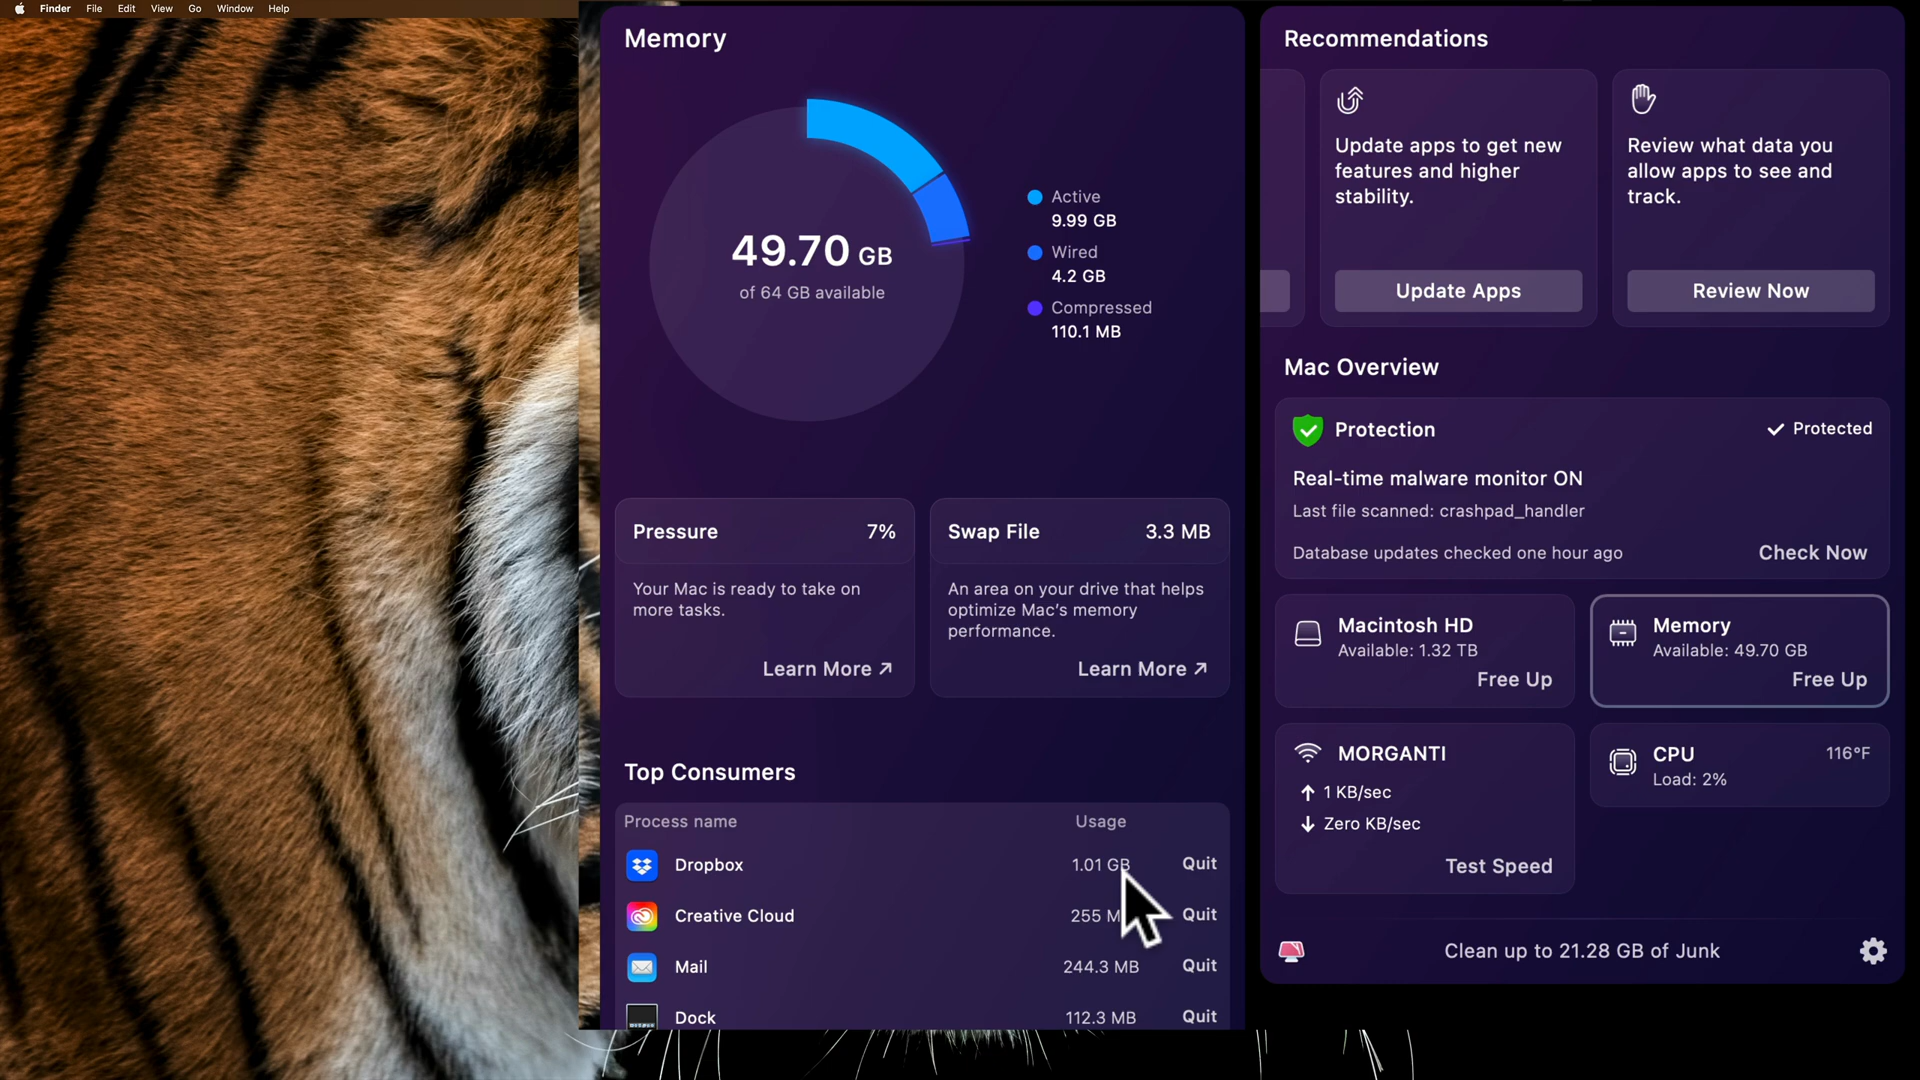 Finder File Edit View Go Window Help
Memory
49.70 GB
of 64 GB available
Active
9.99 GB
Wired
4.2 GB
Compressed
110.1 MB
Pressure 7%
Your Mac is ready to take on
more tasks.
Learn More ↗
Swap File 3.3 MB
An area on your drive that helps
optimize Mac's memory
performance.
Learn More ↗
Top Consumers
Process name Usage
Dropbox 1.01 GB Quit
Creative Cloud 255 Quit
Mail 244.3 MB Quit
Dock 112.3 MB Quit
Recommendations
Update apps to get new
features and higher
stability.
Update Apps
Review what data you
allow apps to see and
track.
Review Now
Mac Overview
Protection Protected
Real-time malware monitor ON
Last file scanned: crashpad_handler
Database updates checked one hour ago Check Now
Macintosh HD
Available: 1.32 TB
Free Up
Memory
Available: 49.70 GB
Free Up
MORGANTI
↑ 1 KB/sec
↓ Zero KB/sec
Test Speed
CPU 116°F
Load: 2%
Clean up to 21.28 GB of Junk